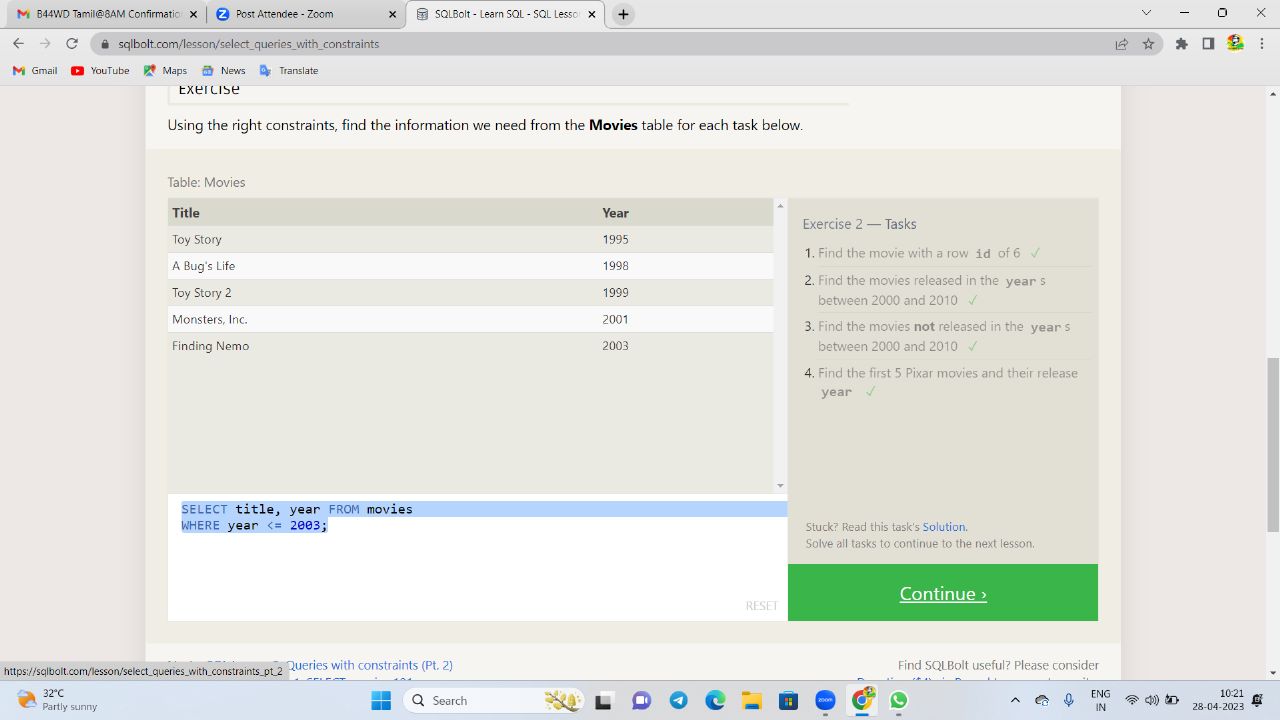 B44WD Tamil@8AM Confirmatio
Post Attendee - Zoom
SQLBolt - Learn SQL - SQL Lesso
sqlbolt.com/lesson/select_queries_with_constraints
Gmail
YouTube
Maps
News
Translate
Exercise
Using the right constraints, find the information we need from the Movies table for each task below.
Table: Movies
Title Year
Toy Story 1995
A Bug's Life 1998
Toy Story 2 1999
Monsters, Inc. 2001
Finding Nemo 2003
SELECT title, year FROM movies
WHERE year <= 2003;
RESET
Exercise 2 — Tasks
1. Find the movie with a row id of 6 ✓
2. Find the movies released in the year s
between 2000 and 2010 ✓
3. Find the movies not released in the year s
between 2000 and 2010 ✓
4. Find the first 5 Pixar movies and their release
year ✓
Stuck? Read this task's Solution.
Solve all tasks to continue to the next lesson.
Continue ›
Queries with constraints (Pt. 2)
Find SQLBolt useful? Please consider
https://sqlbolt.com/lesson/select_queries_with_constraints_pt_2
32°C
Partly sunny
Search
zoom
ENG
IN
10:21
28-04-2023